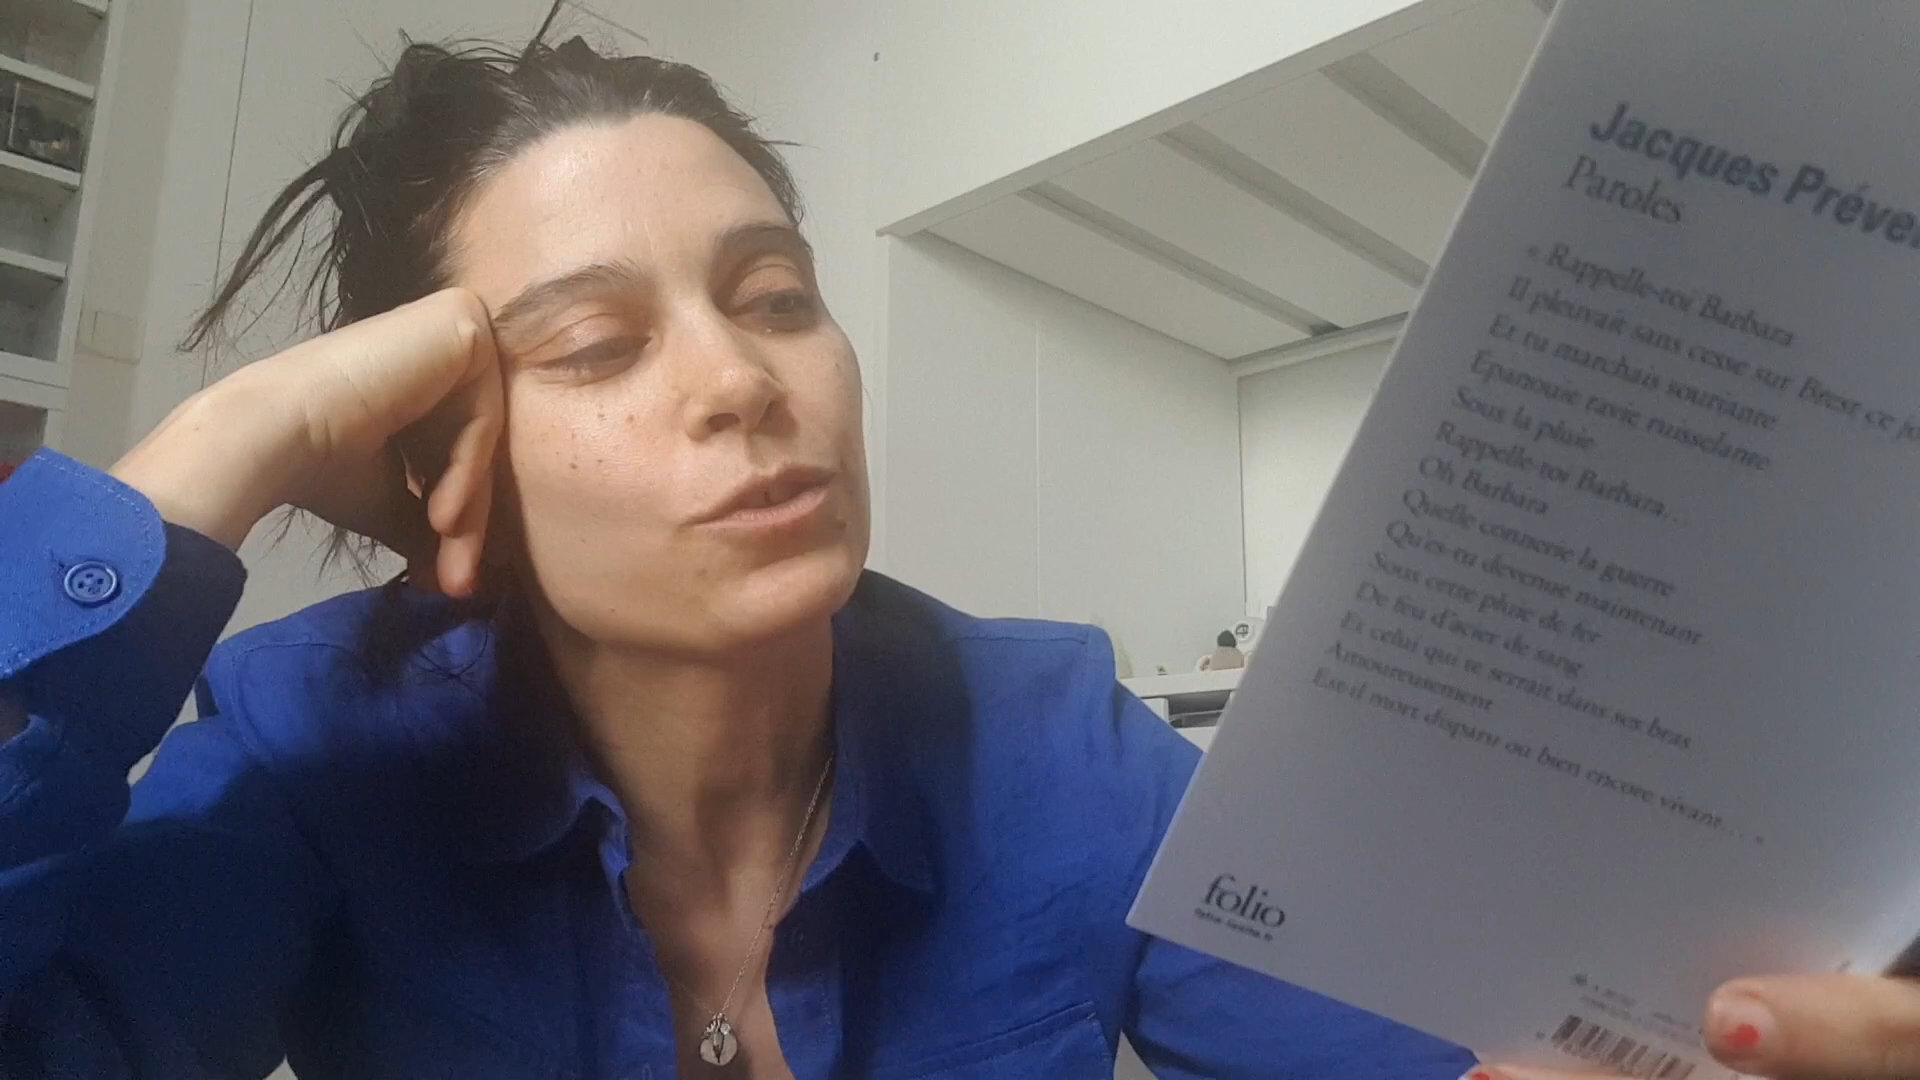 Jacques Préve
Paroles
« Rappelle-toi Barbara
Il pleuvait sans cesse sur Brest ce jo
Et tu marchais souriante
Épanouie ravie ruisselante
Sous la pluie
Rappelle-toi Barbara...
Oh Barbara
Quelle connerie la guerre
Qu'es-tu devenue maintenant
Sous cette pluie de fer
De feu d'acier de sang
Et celui qui te serrait dans ses bras
Amoureusement
Est-il mort disparu ou bien encore vivant... »
folio